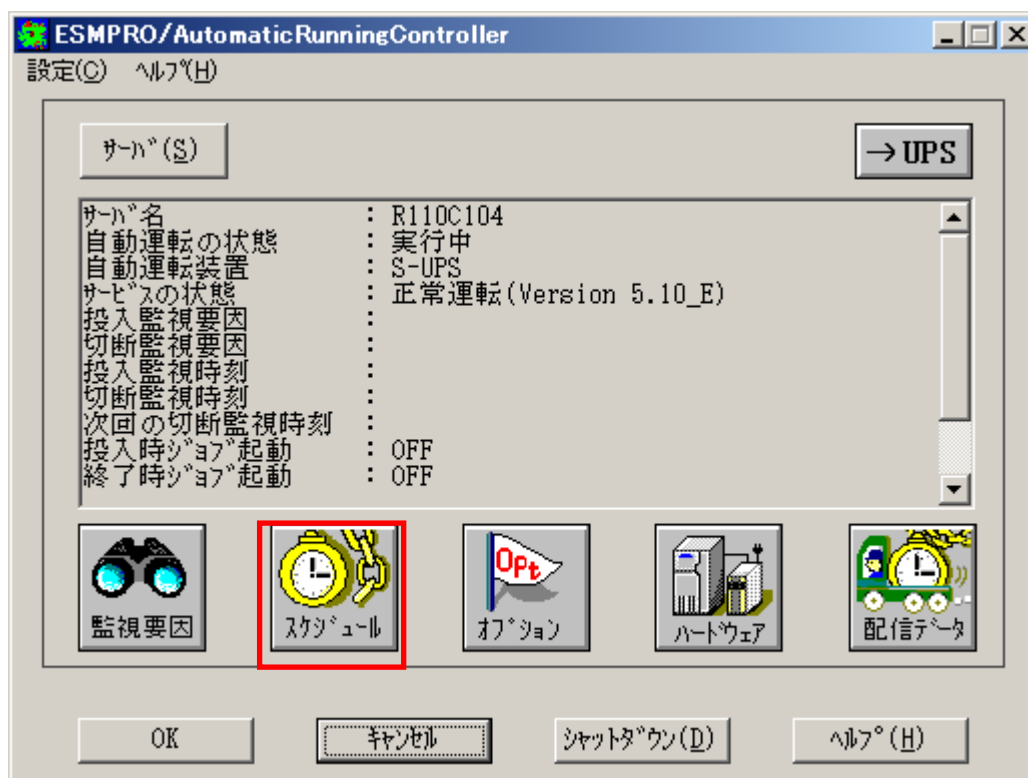 ESMPRO/AutomaticRunningController
設定(C) ﾍﾙﾌﾟ(H)
ｻｰﾊﾞ(S) →UPS
ｻｰﾊﾞ名 : R110C104
自動運転の状態 : 実行中
自動運転装置 : S-UPS
ｻｰﾋﾞｽの状態 : 正常運転(Version 5.10_E)
投入監視要因 :
切断監視要因 :
投入監視時刻 :
切断監視時刻 :
次回の切断監視時刻 :
投入時ｼﾞｮﾌﾞ起動 : OFF
終了時ｼﾞｮﾌﾞ起動 : OFF
Opt
監視要因 ｽｹｼﾞｭｰﾙ ｵﾌﾟｼｮﾝ ﾊｰﾄﾞｳｪｱ 配信ﾃﾞｰﾀ
OK ｷｬﾝｾﾙ ｼｬｯﾄﾀﾞｳﾝ(D) ﾍﾙﾌﾟ(H)